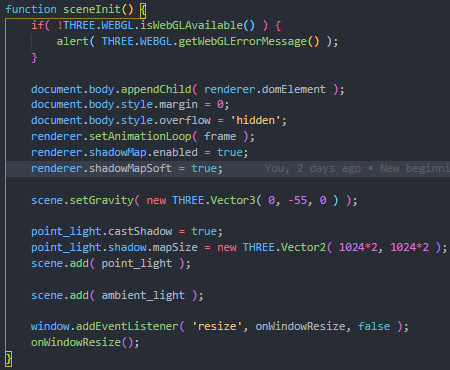 function sceneInit() {
if( !THREE.WEBGL.isWebGLAvailable() ) {
alert( THREE.WEBGL.getWebGLErrorMessage() );
}
document.body.appendChild( renderer.domElement );
document.body.style.margin = 0;
document.body.style.overflow = 'hidden';
renderer.setAnimationLoop( frame );
renderer.shadowMap.enabled = true;
renderer.shadowMapSoft = true; You, 2 days ago • New beginni
scene.setGravity( new THREE.Vector3( 0, -55, 0 ) );
point_light.castShadow = true;
point_light.shadow.mapSize = new THREE.Vector2( 1024*2, 1024*2 );
scene.add( point_light );
scene.add( ambient_light );
window.addEventListener( 'resize', onWindowResize, false );
onWindowResize();
}